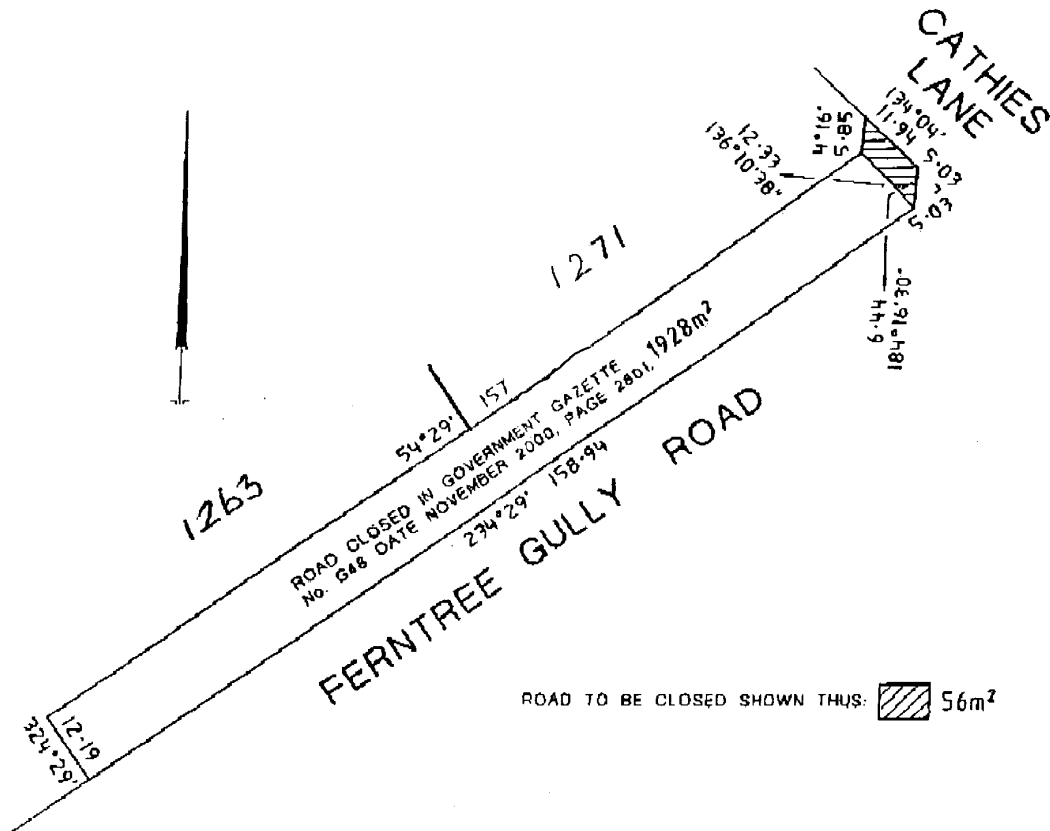 CATHIES
LANE
134°04'
11·94
5·03
5·03
4°16'
5·85
12·33
136°10'38"
6·44
184°16'30"
1271
157
54°29'
1263
ROAD CLOSED IN GOVERNMENT GAZETTE
No. G48 DATE NOVEMBER 2000, PAGE 2801, 1928m²
234°29' 158·94
FERNTREE GULLY ROAD
12·19
324°29'
ROAD TO BE CLOSED SHOWN THUS: 56m²